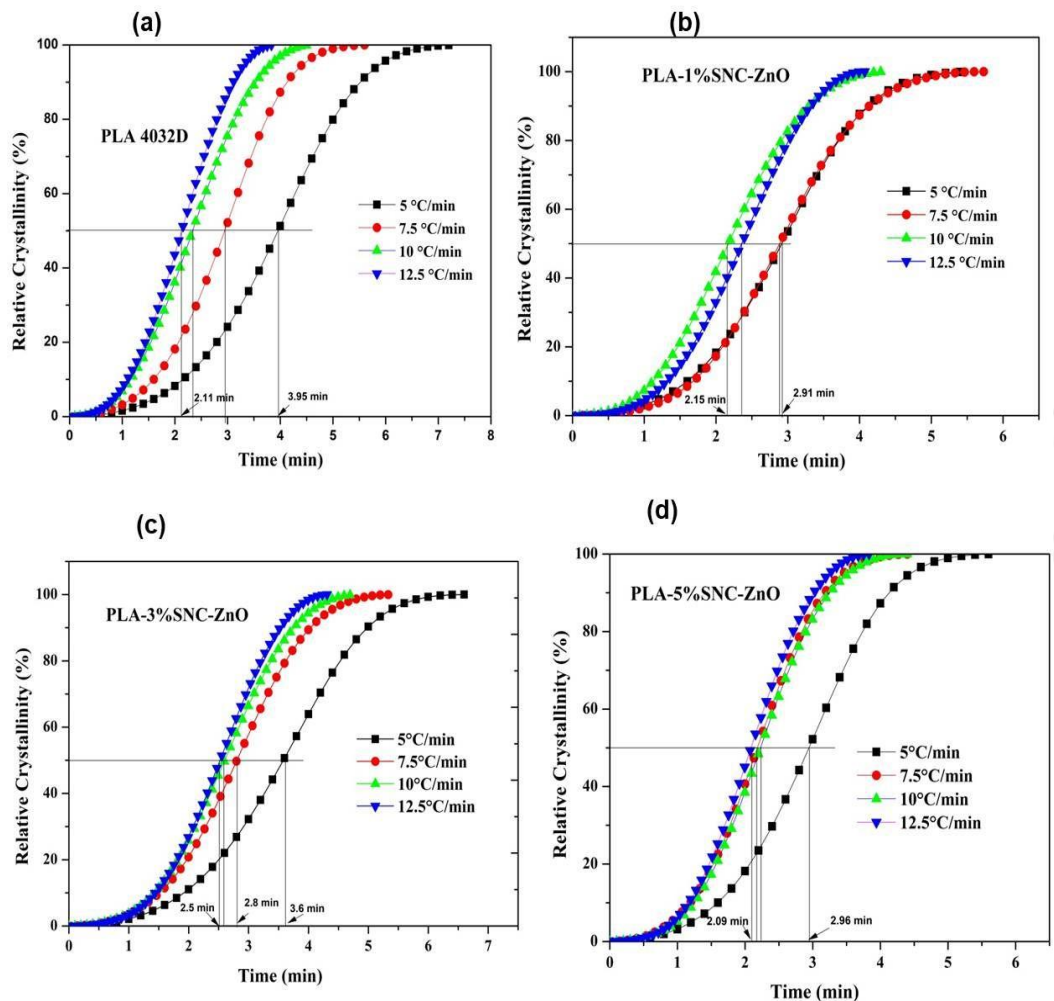 (a)
PLA 4032D
Relative Crystallinity (%)
100
80
60
40
20
0
5 °C/min
7.5 °C/min
10 °C/min
12.5 °C/min
2.11 min
3.95 min
0 1 2 3 4 5 6 7 8
Time (min)
(b)
PLA-1%SNC-ZnO
Relative Crystallinity (%)
100
80
60
40
20
0
5 °C/min
7.5 °C/min
10 °C/min
12.5 °C/min
2.15 min
2.91 min
0 1 2 3 4 5 6
Time (min)
(c)
PLA-3%SNC-ZnO
Relative Crystallinity (%)
100
80
60
40
20
0
5°C/min
7.5°C/min
10°C/min
12.5°C/min
2.5 min
2.8 min
3.6 min
0 1 2 3 4 5 6 7
Time (min)
(d)
PLA-5%SNC-ZnO
Relative Crystallinity (%)
100
80
60
40
20
0
5°C/min
7.5°C/min
10°C/min
12.5°C/min
2.09 min
2.96 min
0 1 2 3 4 5 6
Time (min)